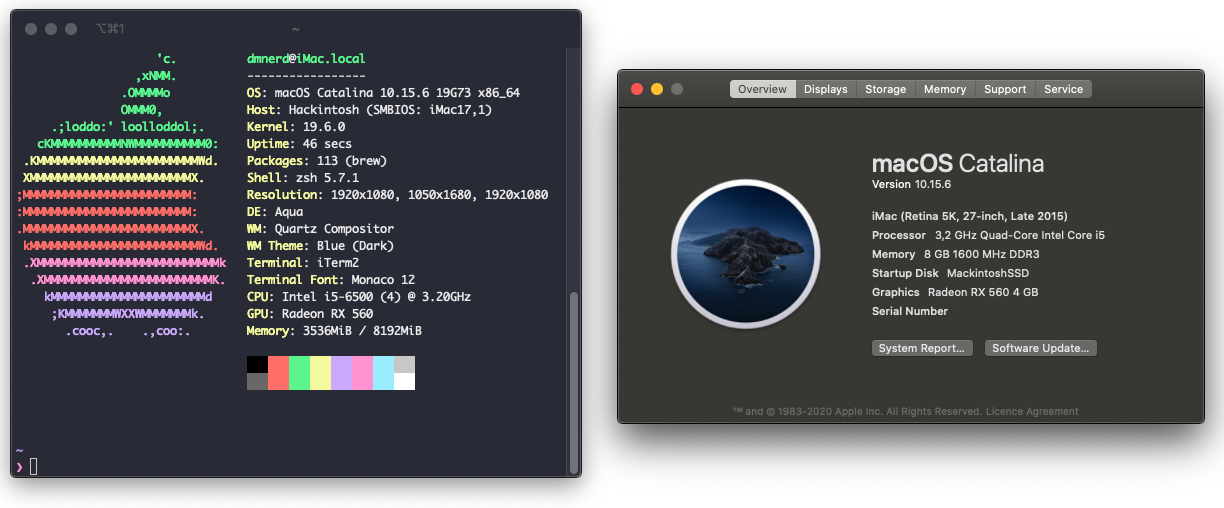 ⌥⌘1
~
'c.
,xNMM.
.OMMMMo
OMMM0,
.;loddo:' loolloddol;.
cKMMMMMMMMMMNWMMMMMMMMMM0:
.KMMMMMMMMMMMMMMMMMMMMMMMWd.
XMMMMMMMMMMMMMMMMMMMMMMMX.
;MMMMMMMMMMMMMMMMMMMMMMMM:
:MMMMMMMMMMMMMMMMMMMMMMMM:
.MMMMMMMMMMMMMMMMMMMMMMMMX.
kMMMMMMMMMMMMMMMMMMMMMMMMWd.
.XMMMMMMMMMMMMMMMMMMMMMMMMMMk
.XMMMMMMMMMMMMMMMMMMMMMMMMK.
kMMMMMMMMMMMMMMMMMMMMMMd
;KMMMMMMMWXXWMMMMMMMk.
.cooc,. .,coo:.
dmnerd@iMac.local
-----------------
OS: macOS Catalina 10.15.6 19G73 x86_64
Host: Hackintosh (SMBIOS: iMac17,1)
Kernel: 19.6.0
Uptime: 46 secs
Packages: 113 (brew)
Shell: zsh 5.7.1
Resolution: 1920x1080, 1050x1680, 1920x1080
DE: Aqua
WM: Quartz Compositor
WM Theme: Blue (Dark)
Terminal: iTerm2
Terminal Font: Monaco 12
CPU: Intel i5-6500 (4) @ 3.20GHz
GPU: Radeon RX 560
Memory: 3536MiB / 8192MiB
~
❯
Overview Displays Storage Memory Support Service
macOS Catalina
Version 10.15.6
iMac (Retina 5K, 27-inch, Late 2015)
Processor 3,2 GHz Quad-Core Intel Core i5
Memory 8 GB 1600 MHz DDR3
Startup Disk MackintoshSSD
Graphics Radeon RX 560 4 GB
Serial Number
System Report... Software Update...
™ and © 1983-2020 Apple Inc. All Rights Reserved. Licence Agreement